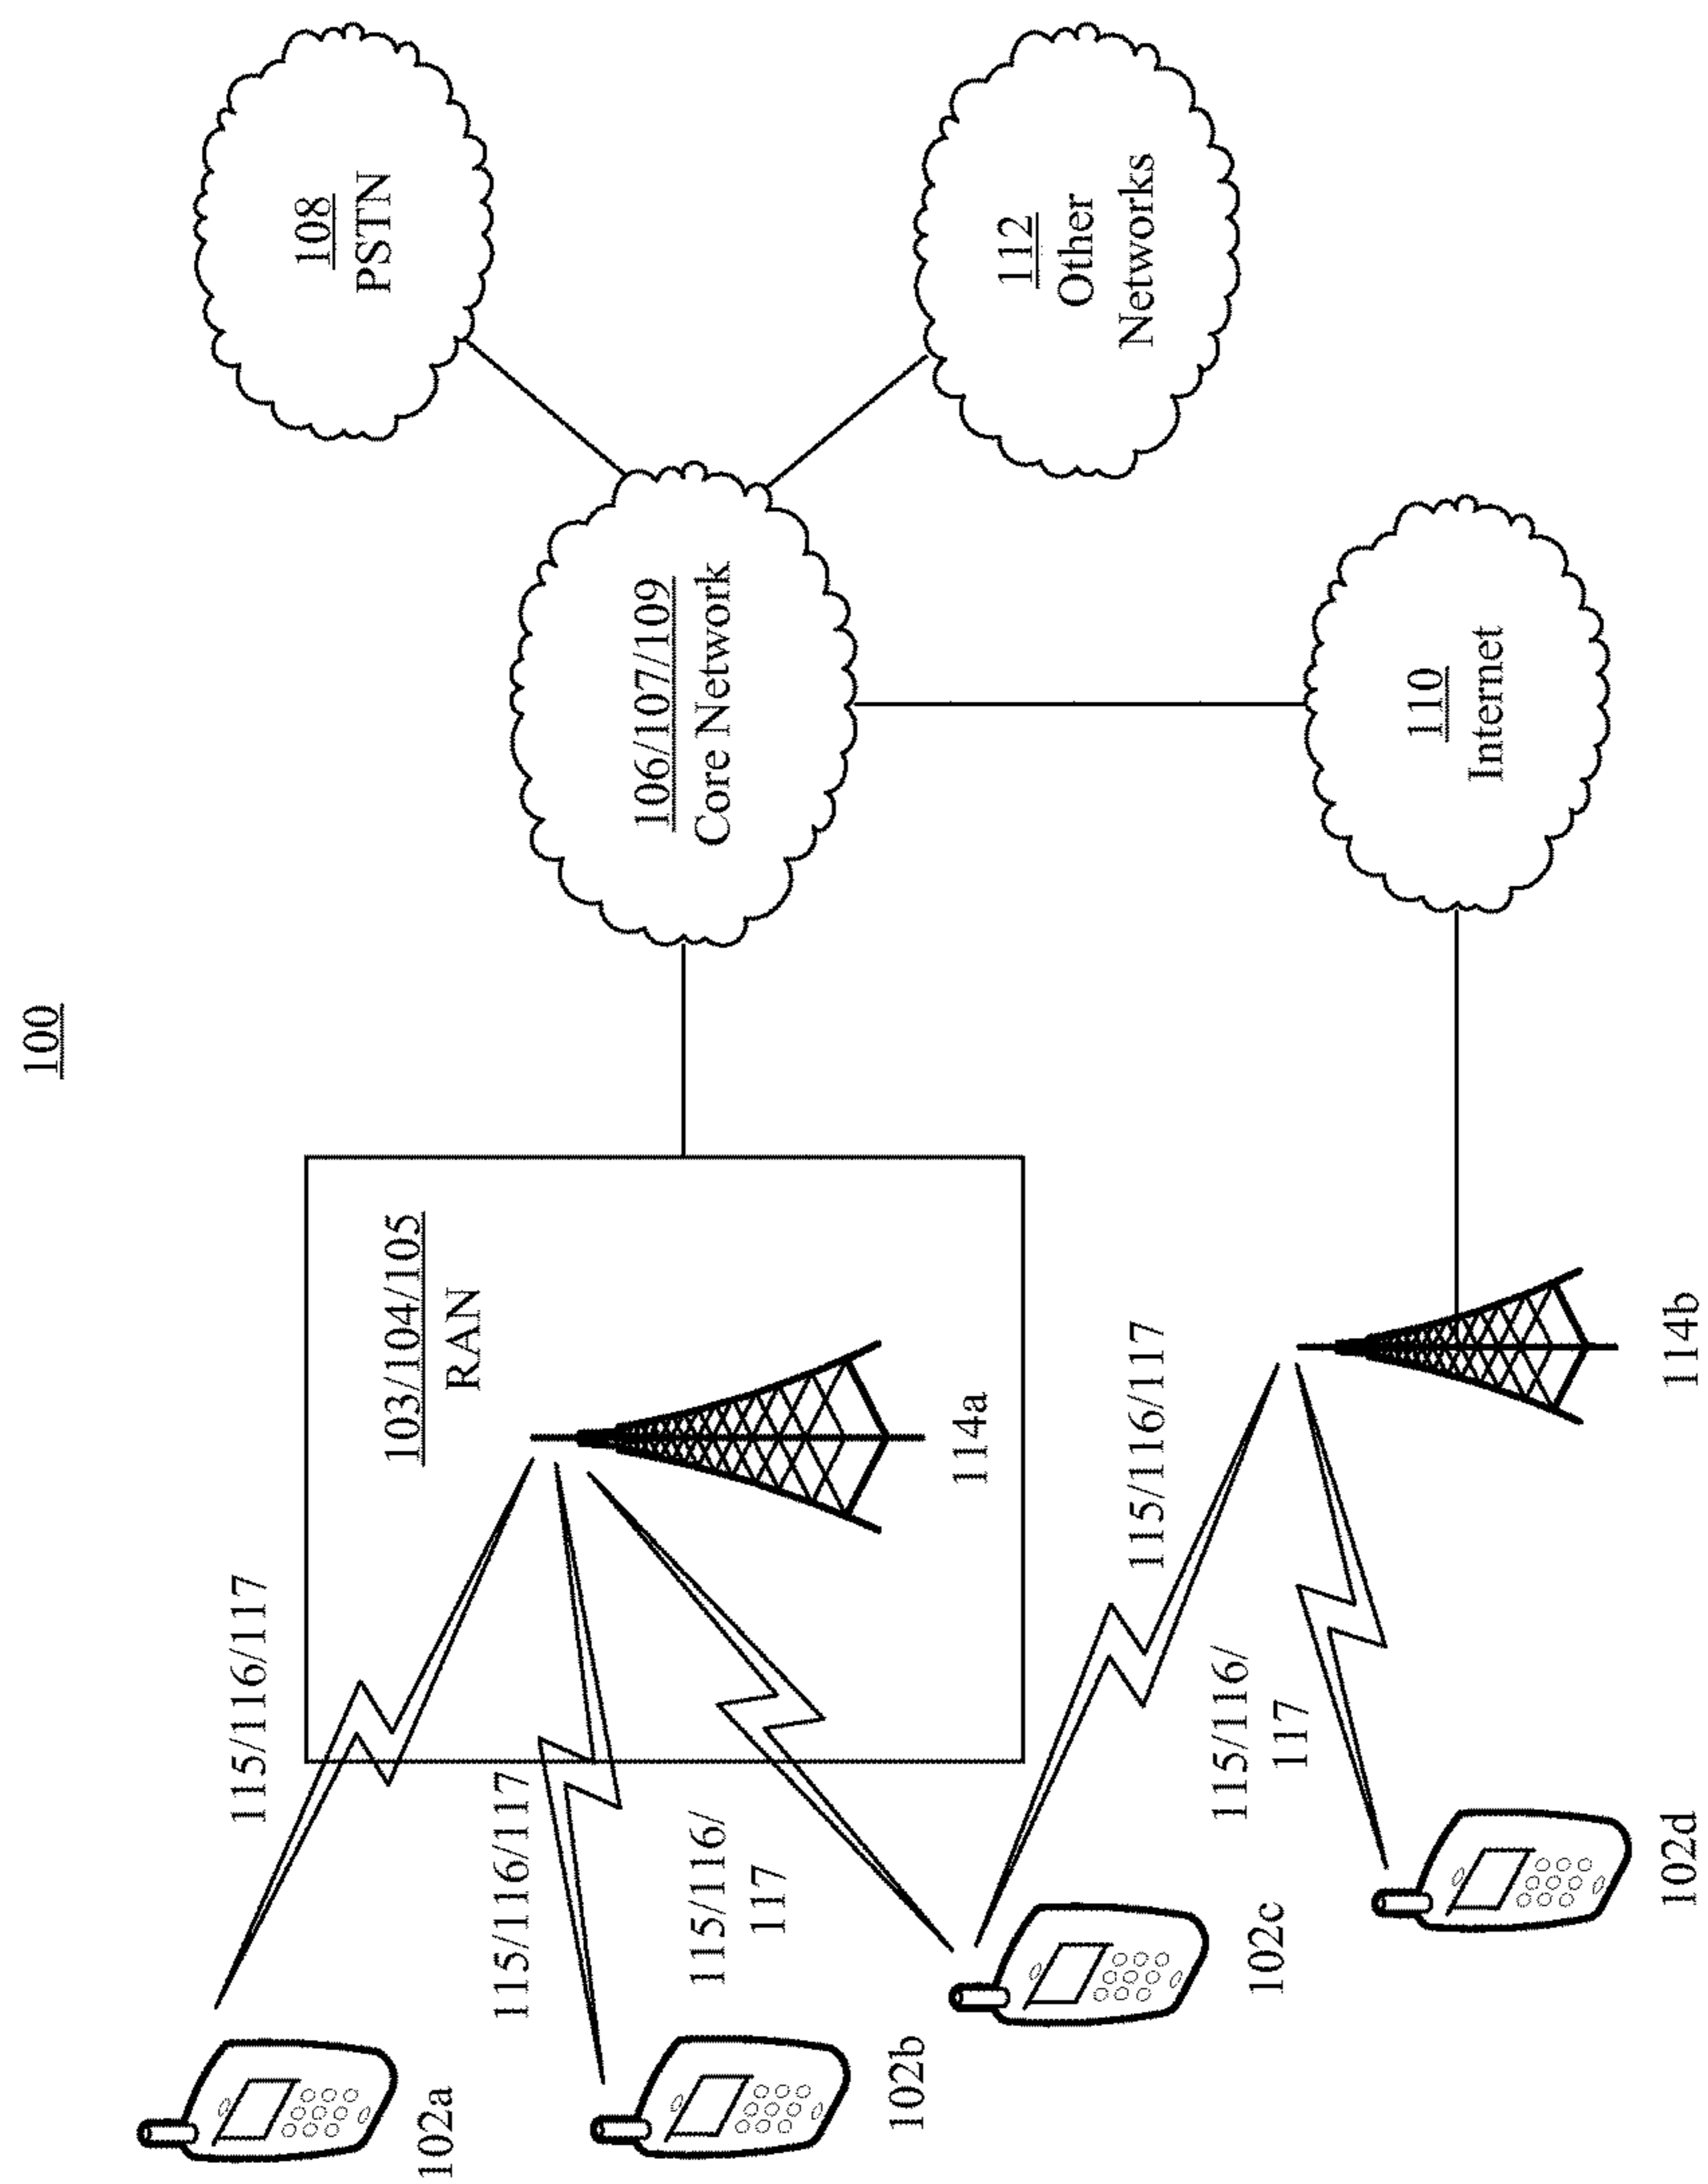 100
108
PSTN
106/107/109
Core Network
112
Other
Networks
110
Internet
103/104/105
RAN
114a
114b
115/116/117
115/116/117
115/116/
117
115/116/117
115/116/
117
102a
102b
102c
102d